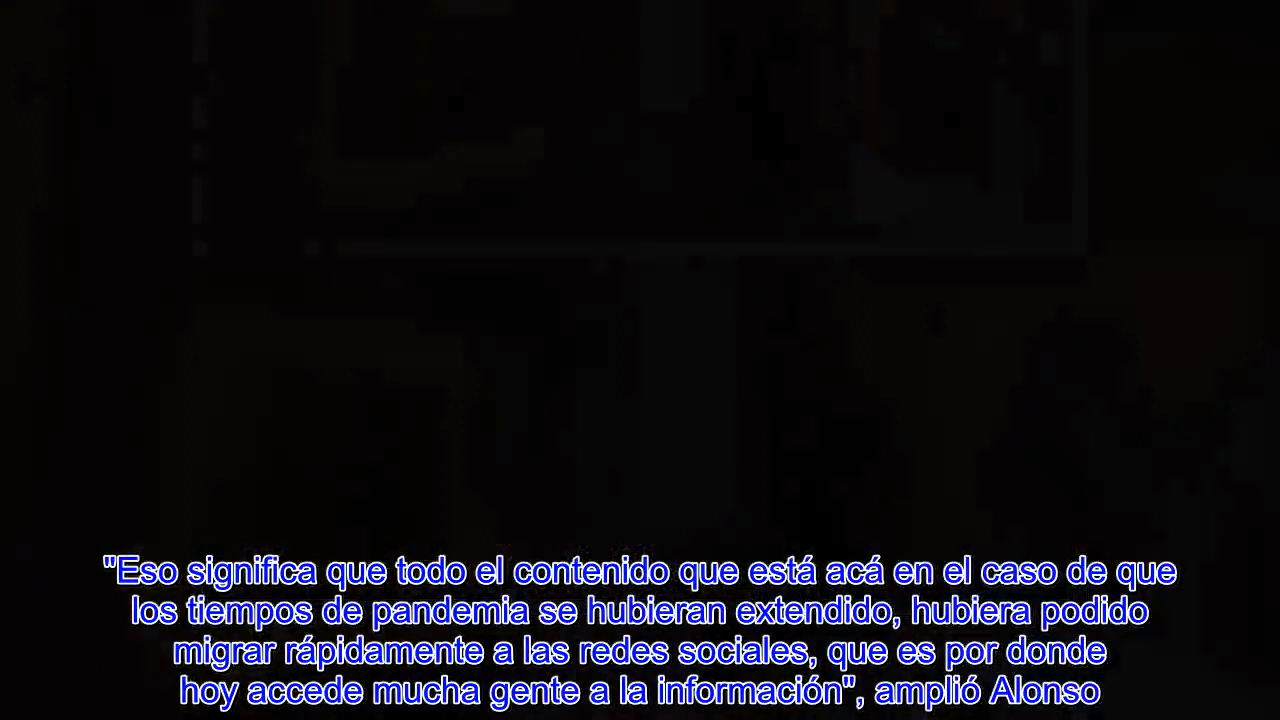 "Eso significa que todo el contenido que está acá en el caso de que
los tiempos de pandemia se hubieran extendido, hubiera podido
migrar rápidamente a las redes sociales, que es por donde
hoy accede mucha gente a la información", amplió Alonso